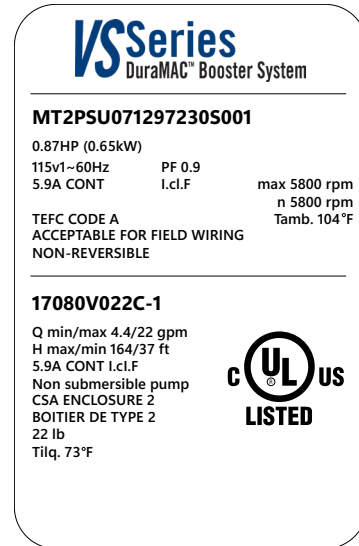 VSSeries
DuraMAC™ Booster System
MT2PSU071297230S001
0.87HP (0.65kW)
115v1~60Hz PF 0.9
5.9A CONT I.cl.F max 5800 rpm
n 5800 rpm
TEFC CODE A Tamb. 104°F
ACCEPTABLE FOR FIELD WIRING
NON-REVERSIBLE
17080V022C-1
Q min/max 4.4/22 gpm
H max/min 164/37 ft
5.9A CONT I.cl.F
Non submersible pump
CSA ENCLOSURE 2
BOITIER DE TYPE 2
22 lb
Tilq. 73°F
C UL® US
LISTED